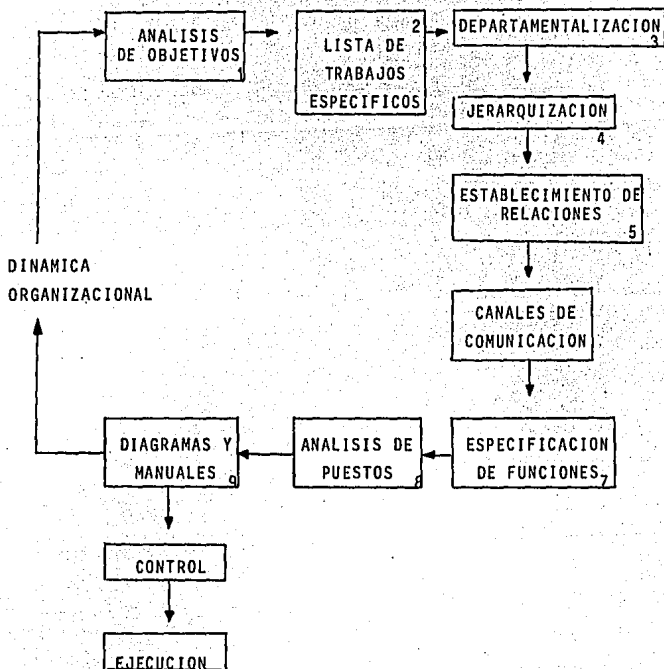 ANALISIS
DE OBJETIVOS
1
2
LISTA DE
TRABAJOS
ESPECIFICOS
DEPARTAMENTALIZACION
3
JERARQUIZACION
4
ESTABLECIMIENTO DE
RELACIONES
5
DINAMICA
ORGANIZACIONAL
CANALES DE
COMUNICACION
ESPECIFICACION
DE FUNCIONES
7
ANALISIS DE
PUESTOS
8
DIAGRAMAS Y
MANUALES
9
CONTROL
EJECUCION